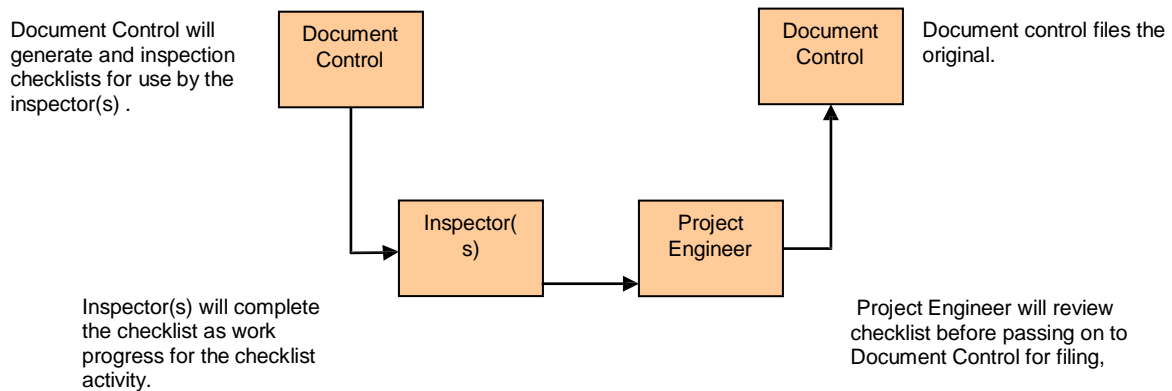 Document Control will
generate and inspection
checklists for use by the
inspector(s) .
Document
Control
Document
Control
Document control files the
original.
Inspector(
s)
Project
Engineer
Inspector(s) will complete
the checklist as work
progress for the checklist
activity.
Project Engineer will review
checklist before passing on to
Document Control for filing,